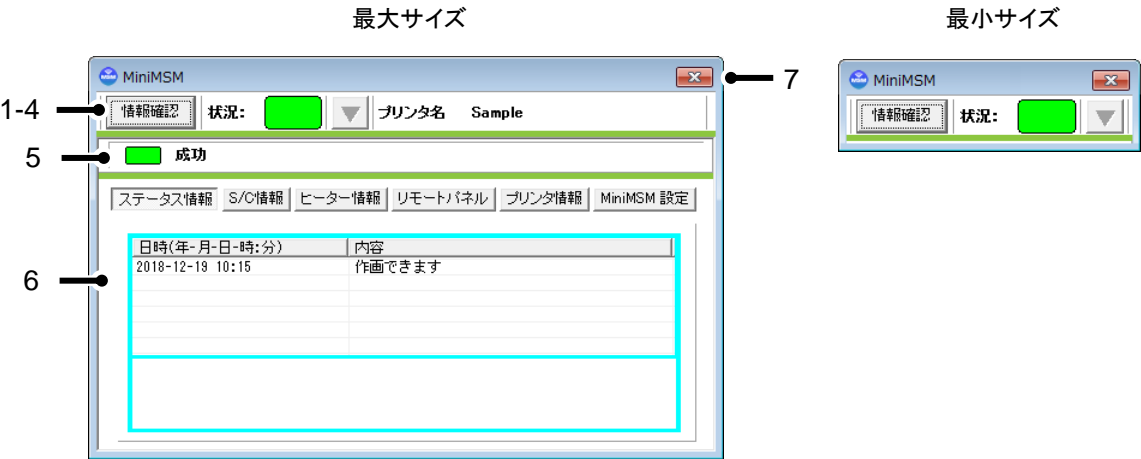 最大サイズ
最小サイズ
MiniMSM
7
MiniMSM
1-4
情報確認 状況: プリンタ名 Sample
情報確認 状況:
5
成功
ステータス情報 S/C情報 ヒーター情報 リモートパネル プリンタ情報 MiniMSM 設定
6
日時(年-月-日-時:分) 内容
2018-12-19 10:15 作画できます